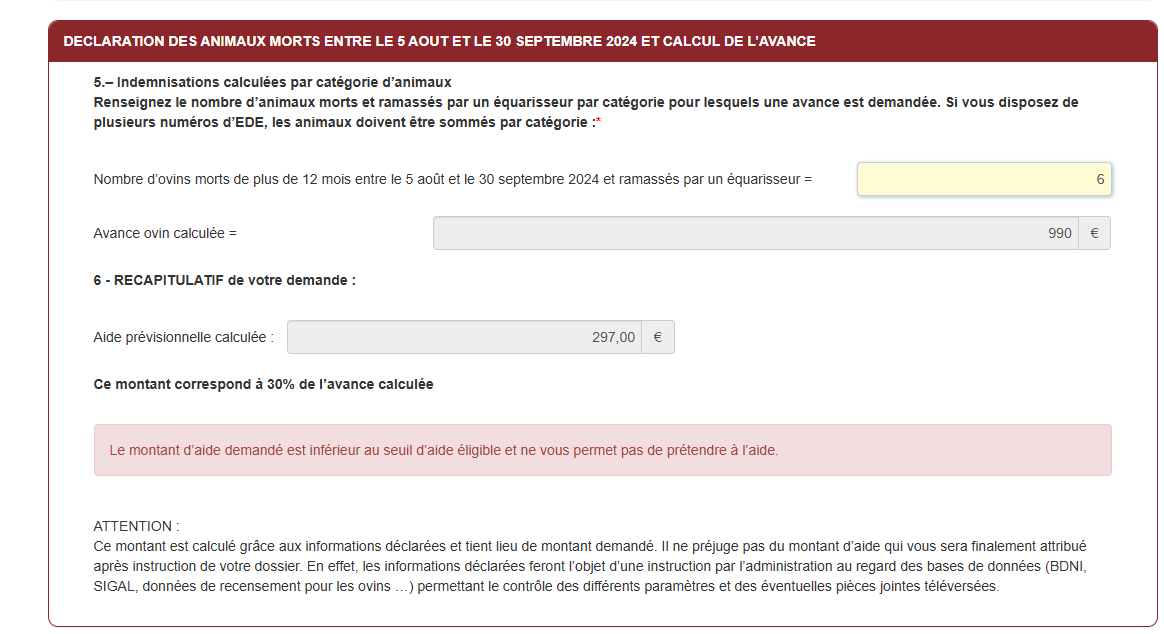 DECLARATION DES ANIMAUX MORTS ENTRE LE 5 AOUT ET LE 30 SEPTEMBRE 2024 ET CALCUL DE L’AVANCE
5.– Indemnisations calculées par catégorie d’animaux
Renseignez le nombre d’animaux morts et ramassés par un équarisseur par catégorie pour lesquels une avance est demandée. Si vous disposez de
plusieurs numéros d’EDE, les animaux doivent être sommés par catégorie :*
Nombre d’ovins morts de plus de 12 mois entre le 5 août et le 30 septembre 2024 et ramassés par un équarisseur = 6
Avance ovin calculée = 990 €
6 - RECAPITULATIF de votre demande :
Aide prévisionnelle calculée : 297,00 €
Ce montant correspond à 30% de l’avance calculée
Le montant d’aide demandé est inférieur au seuil d’aide éligible et ne vous permet pas de prétendre à l’aide.
ATTENTION :
Ce montant est calculé grâce aux informations déclarées et tient lieu de montant demandé. Il ne préjuge pas du montant d’aide qui vous sera finalement attribué
après instruction de votre dossier. En effet, les informations déclarées feront l’objet d’une instruction par l’administration au regard des bases de données (BDNI,
SIGAL, données de recensement pour les ovins …) permettant le contrôle des différents paramètres et des éventuelles pièces jointes téléversées.